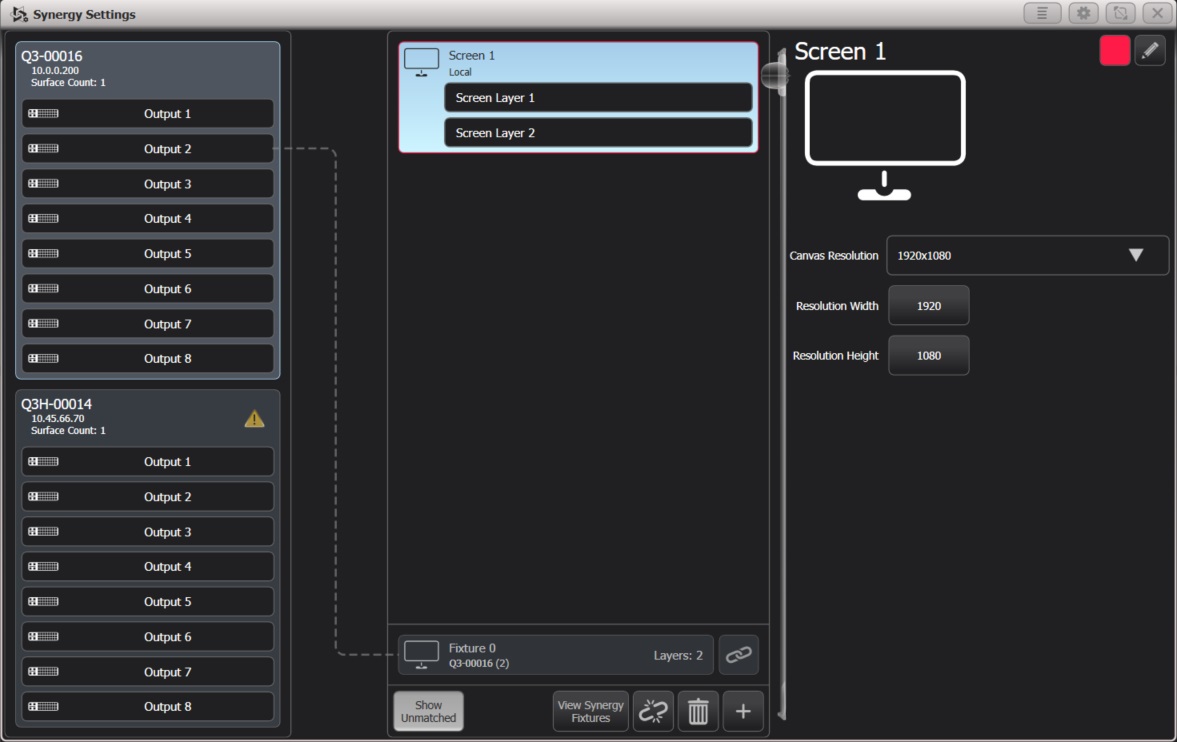 Synergy Settings
Q3-00016
10.0.0.200
Surface Count: 1
Output 1
Output 2
Output 3
Output 4
Output 5
Output 6
Output 7
Output 8
Q3H-00014
10.45.66.70
Surface Count: 1
Output 1
Output 2
Output 3
Output 4
Output 5
Output 6
Output 7
Output 8
Screen 1
Local
Screen Layer 1
Screen Layer 2
Fixture 0
Q3-00016 (2)
Layers: 2
Show
Unmatched
View Synergy
Fixtures
Screen 1
Canvas Resolution
1920x1080
Resolution Width
1920
Resolution Height
1080